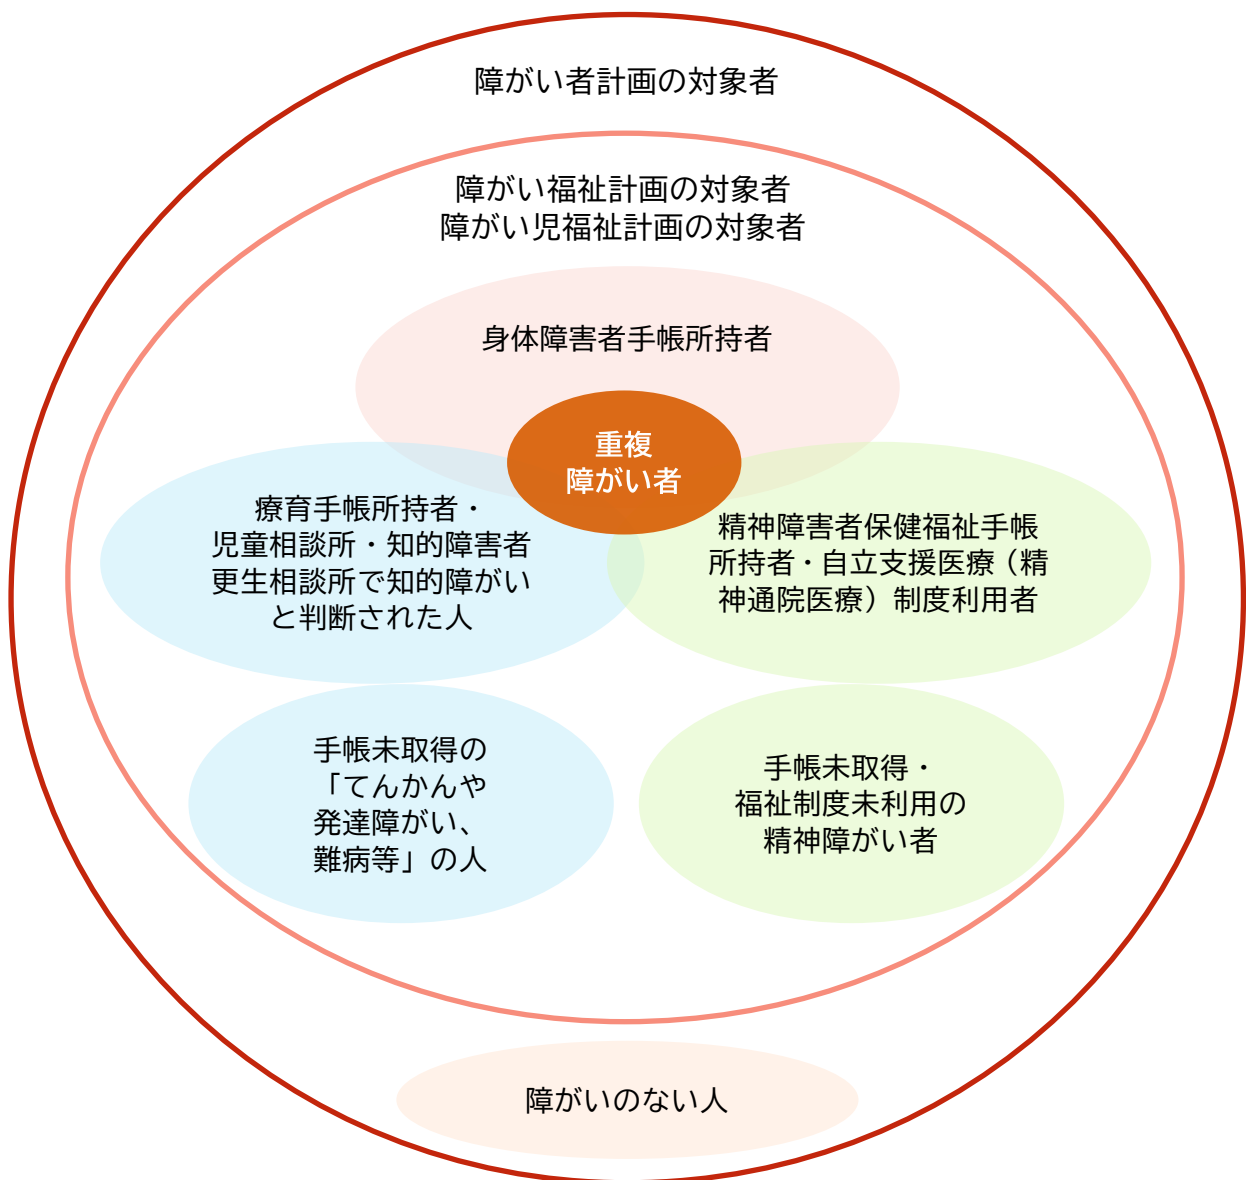 障がい者計画の対象者
障がい福祉計画の対象者
障がい児福祉計画の対象者
身体障害者手帳所持者
重複
障がい者
療育手帳所持者・
児童相談所・知的障害者
更生相談所で知的障がい
と判断された人
精神障害者保健福祉手帳
所持者・自立支援医療（精
神通院医療）制度利用者
手帳未取得の
「てんかんや
発達障がい、
難病等」の人
手帳未取得・
福祉制度未利用の
精神障がい者
障がいのない人